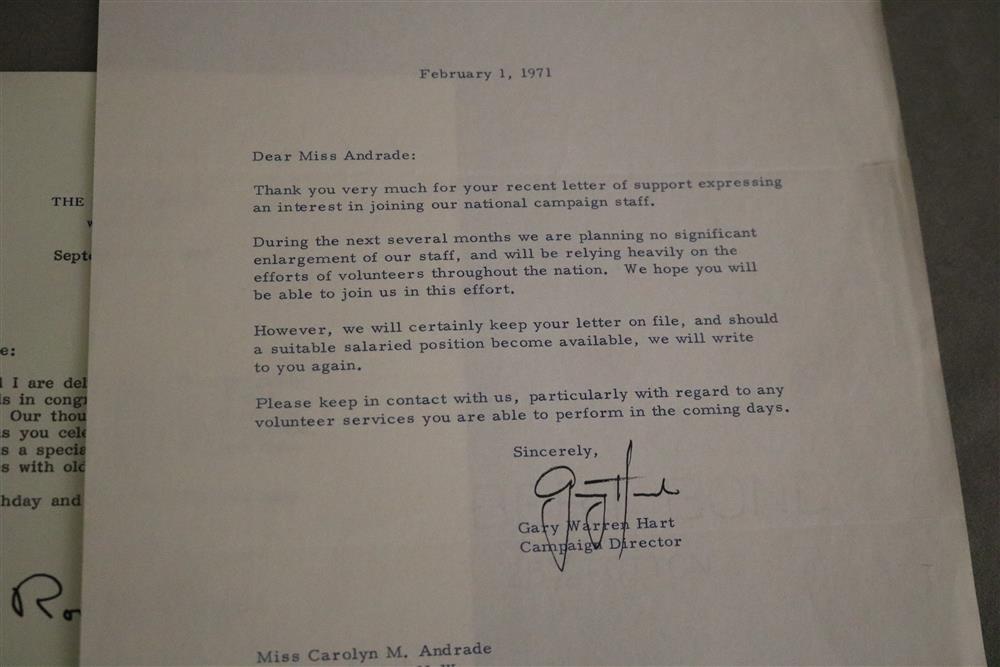 February 1, 1971
Dear Miss Andrade:
Thank you very much for your recent letter of support expressing
an interest in joining our national campaign staff.
During the next several months we are planning no significant
enlargement of our staff, and will be relying heavily on the
efforts of volunteers throughout the nation. We hope you will
be able to join us in this effort.
However, we will certainly keep your letter on file, and should
a suitable salaried position become available, we will write
to you again.
Please keep in contact with us, particularly with regard to any
volunteer services you are able to perform in the coming days.
Sincerely,
Gary Hart
Gary Warren Hart
Campaign Director
Miss Carolyn M. Andrade
THE
Septe
e:
I are del
s in cong
Our thou
s you cele
s a specia
s with old
hday and
Ro